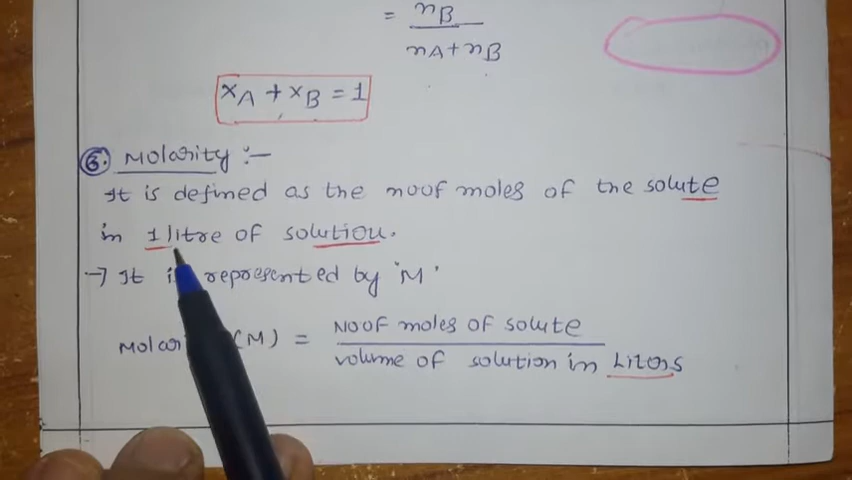 = nB
nA+nB
xA + xB = 1
6. Molarity :-
It is defined as the noof moles of the solute
in 1 litre of solution.
→ It represented by 'M'
(M) = Noof moles of solute
volume of solution in Liters